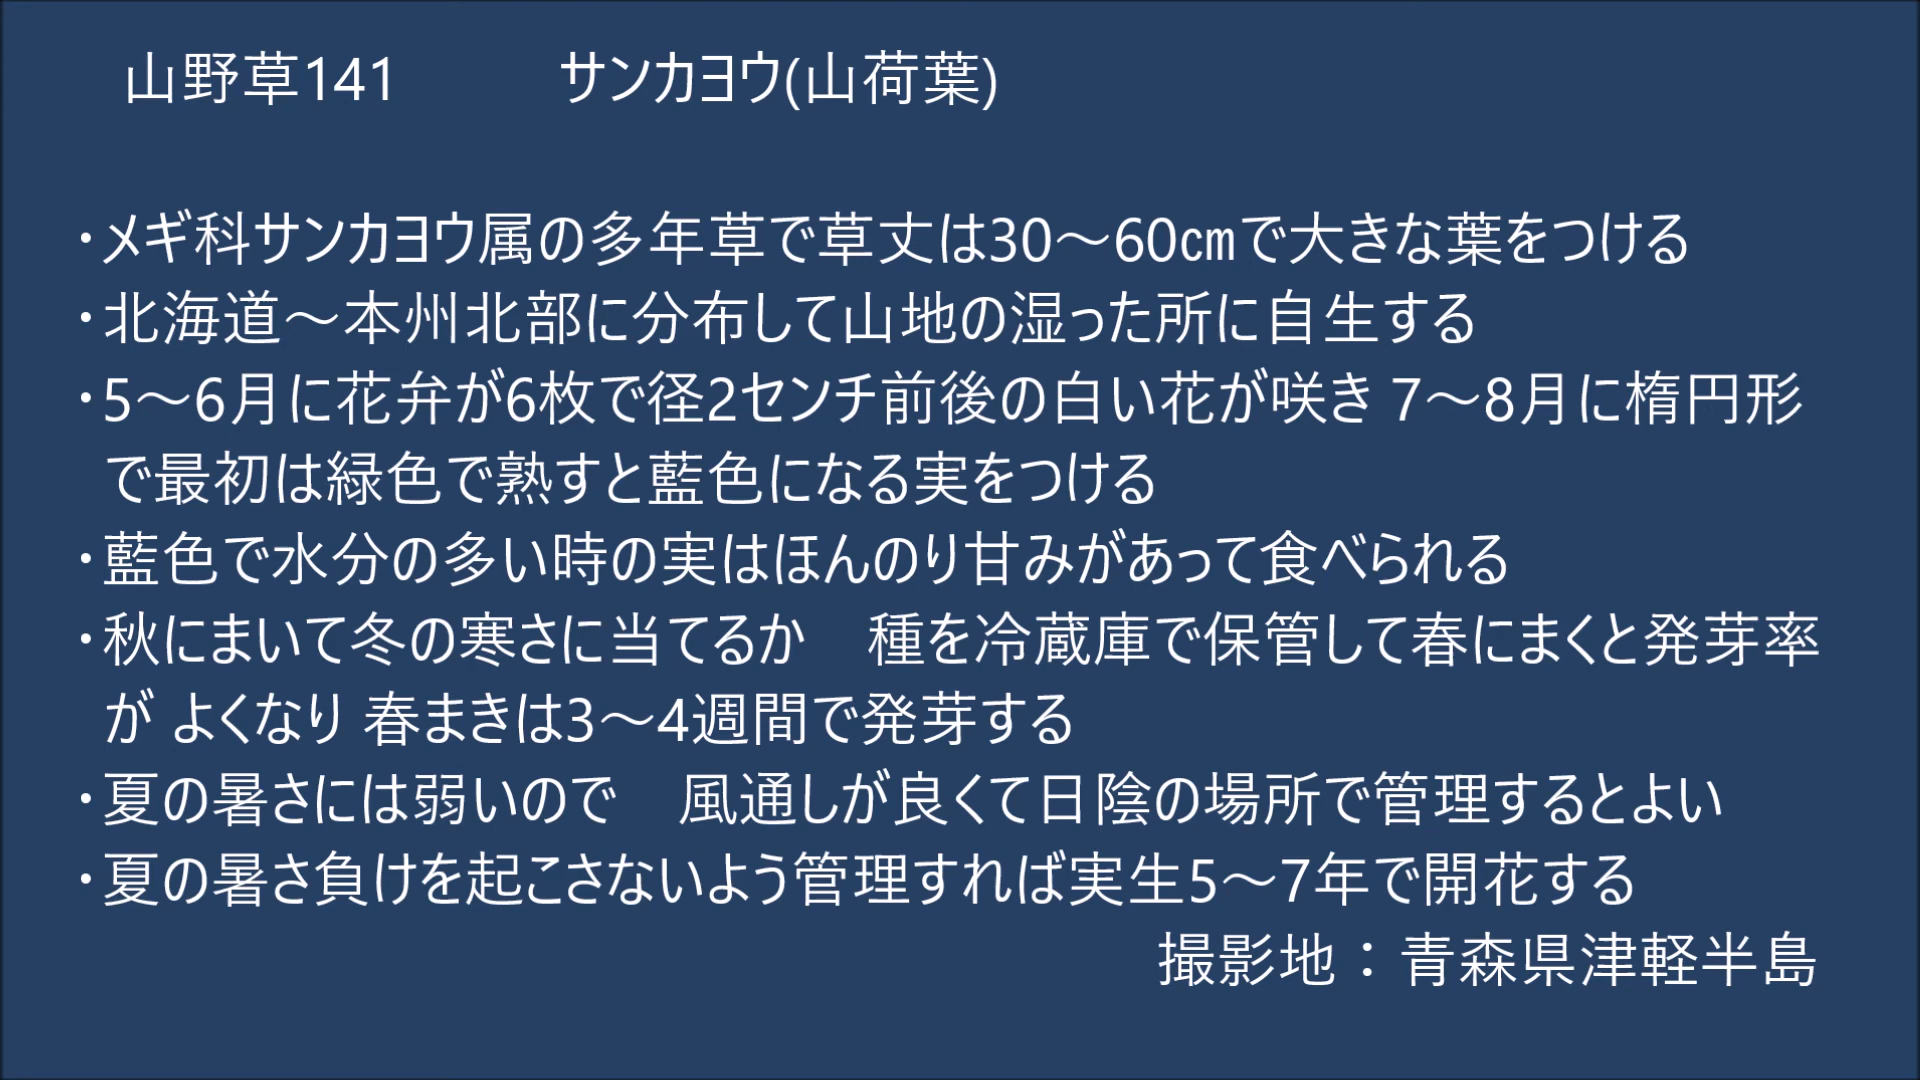 山野草141　サンカヨウ(山荷葉)
・メギ科サンカヨウ属の多年草で草丈は30～60㎝で大きな葉をつける
・北海道～本州北部に分布して山地の湿った所に自生する
・5～6月に花弁が6枚で径2センチ前後の白い花が咲き 7～8月に楕円形
で最初は緑色で熟すと藍色になる実をつける
・藍色で水分の多い時の実はほんのり甘みがあって食べられる
・秋にまいて冬の寒さに当てるか　種を冷蔵庫で保管して春にまくと発芽率
が よくなり 春まきは3～4週間で発芽する
・夏の暑さには弱いので　風通しが良くて日陰の場所で管理するとよい
・夏の暑さ負けを起こさないよう管理すれば実生5～7年で開花する
撮影地：青森県津軽半島